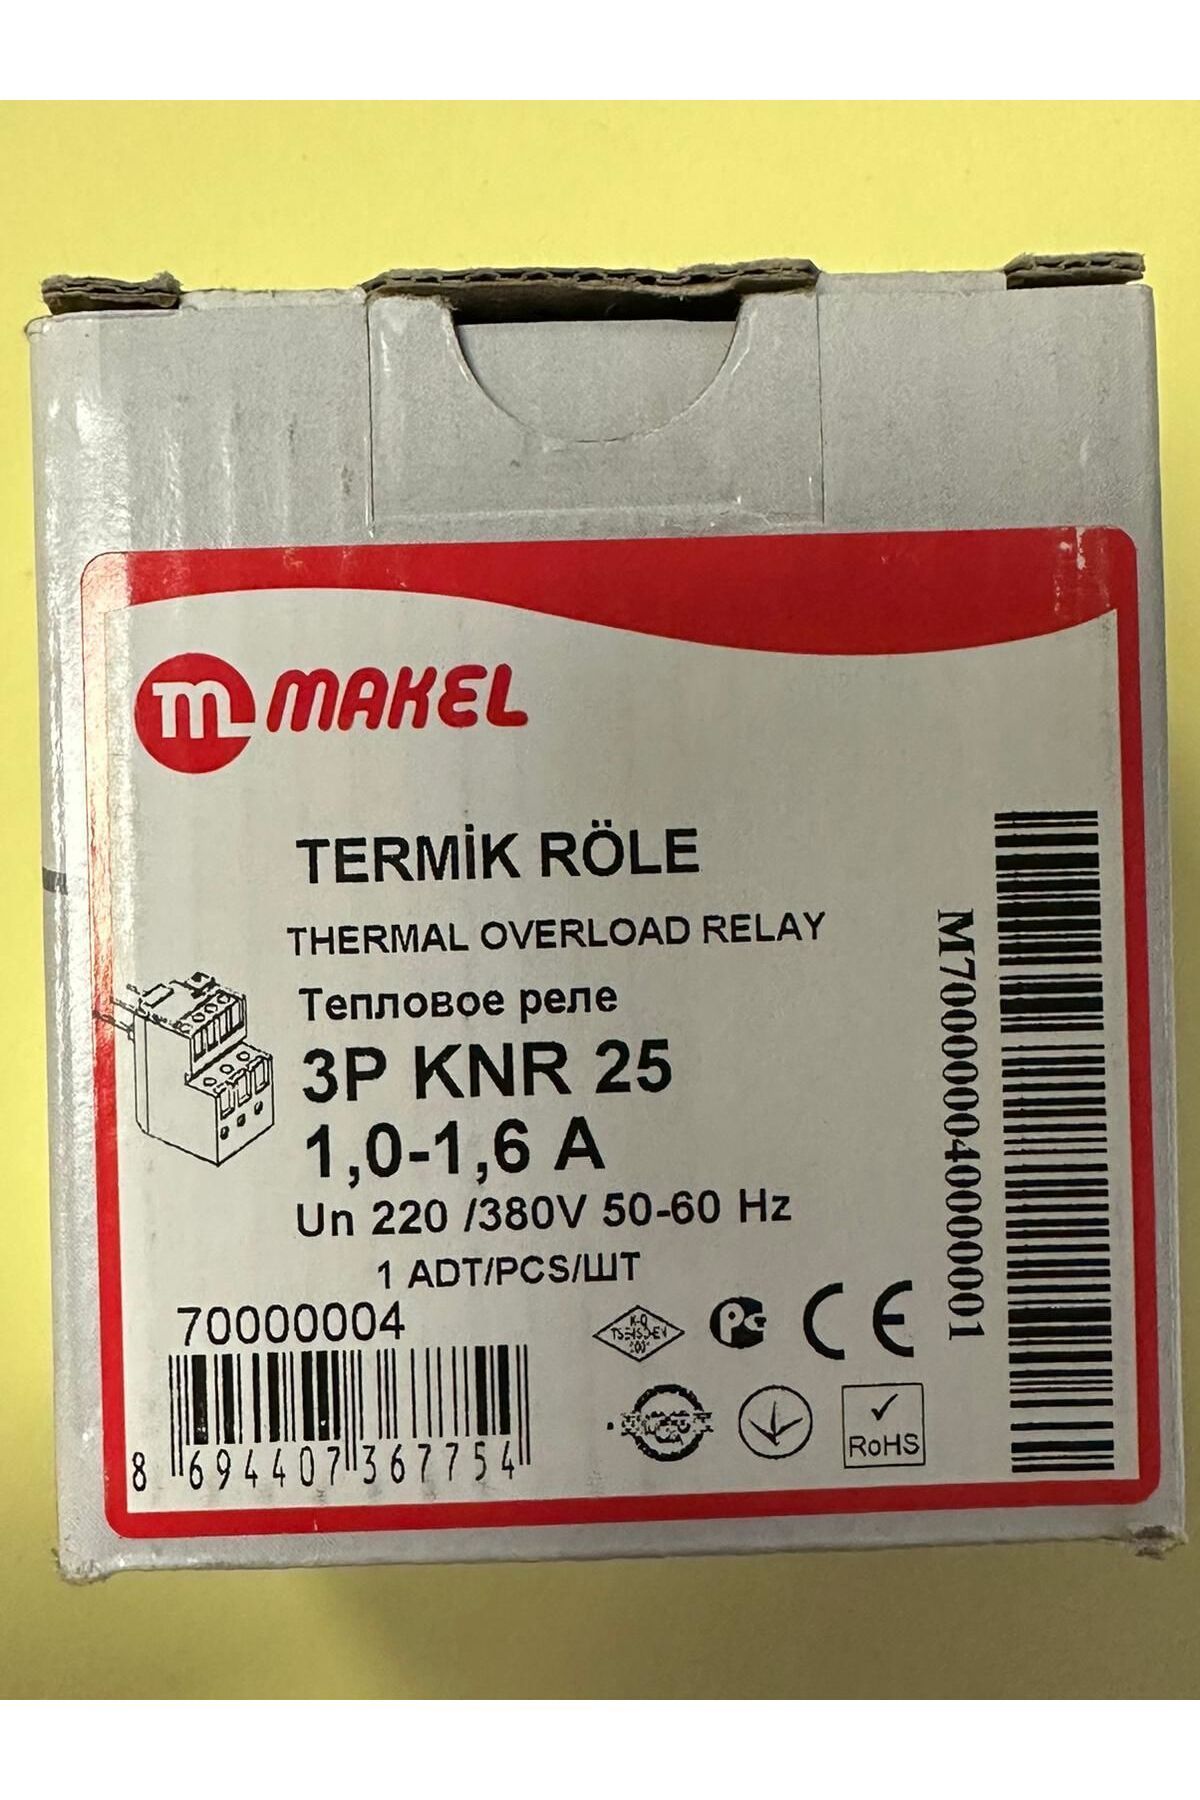 m MAKEL
TERMİK RÖLE
THERMAL OVERLOAD RELAY
Тепловое реле
3P KNR 25
1,0-1,6 A
Un 220 /380V 50-60 Hz
1 ADT/PCS/ШТ
70000004
8 694407 367754
CE
RoHS